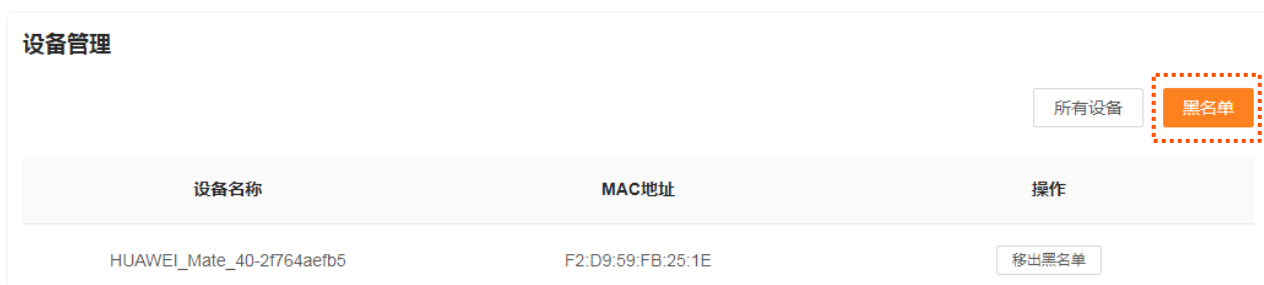 设备管理
所有设备 黑名单
设备名称 MAC地址 操作
HUAWEI_Mate_40-2f764aefb5 F2:D9:59:FB:25:1E 移出黑名单